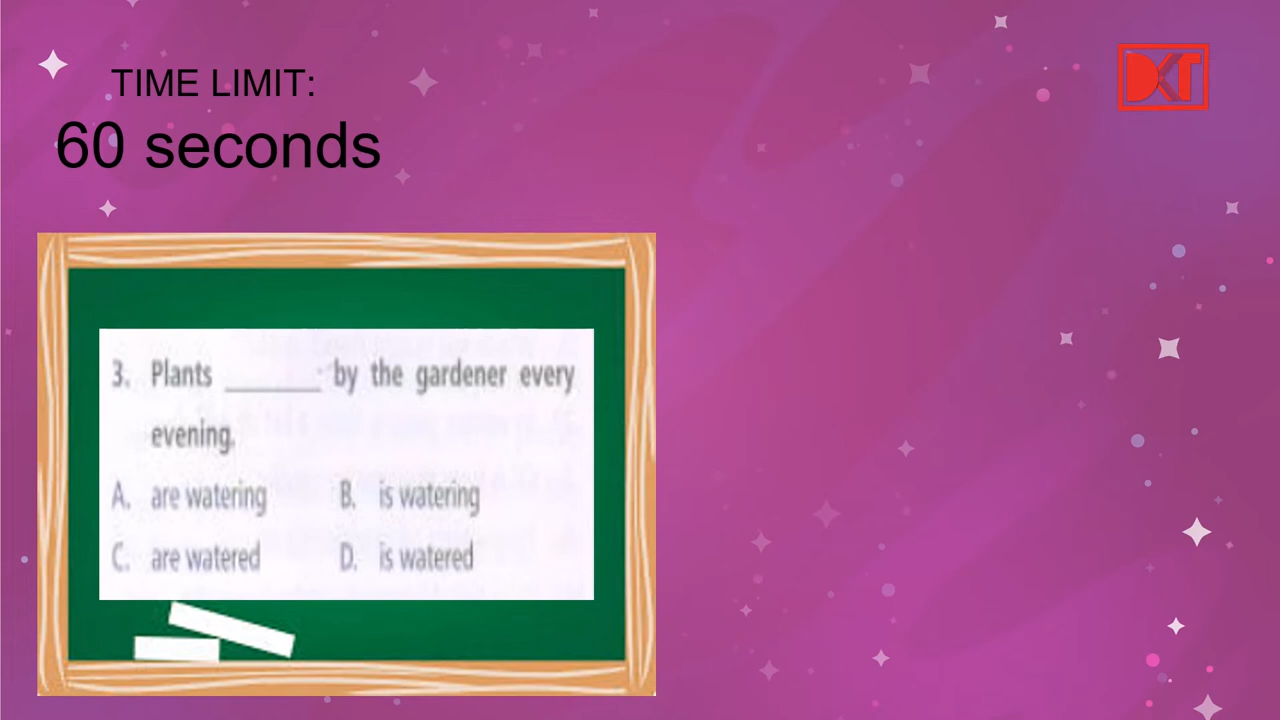 TIME LIMIT:
60 seconds
DKT
3. Plants ________ by the gardener every
evening.
A. are watering B. is watering
C. are watered D. is watered